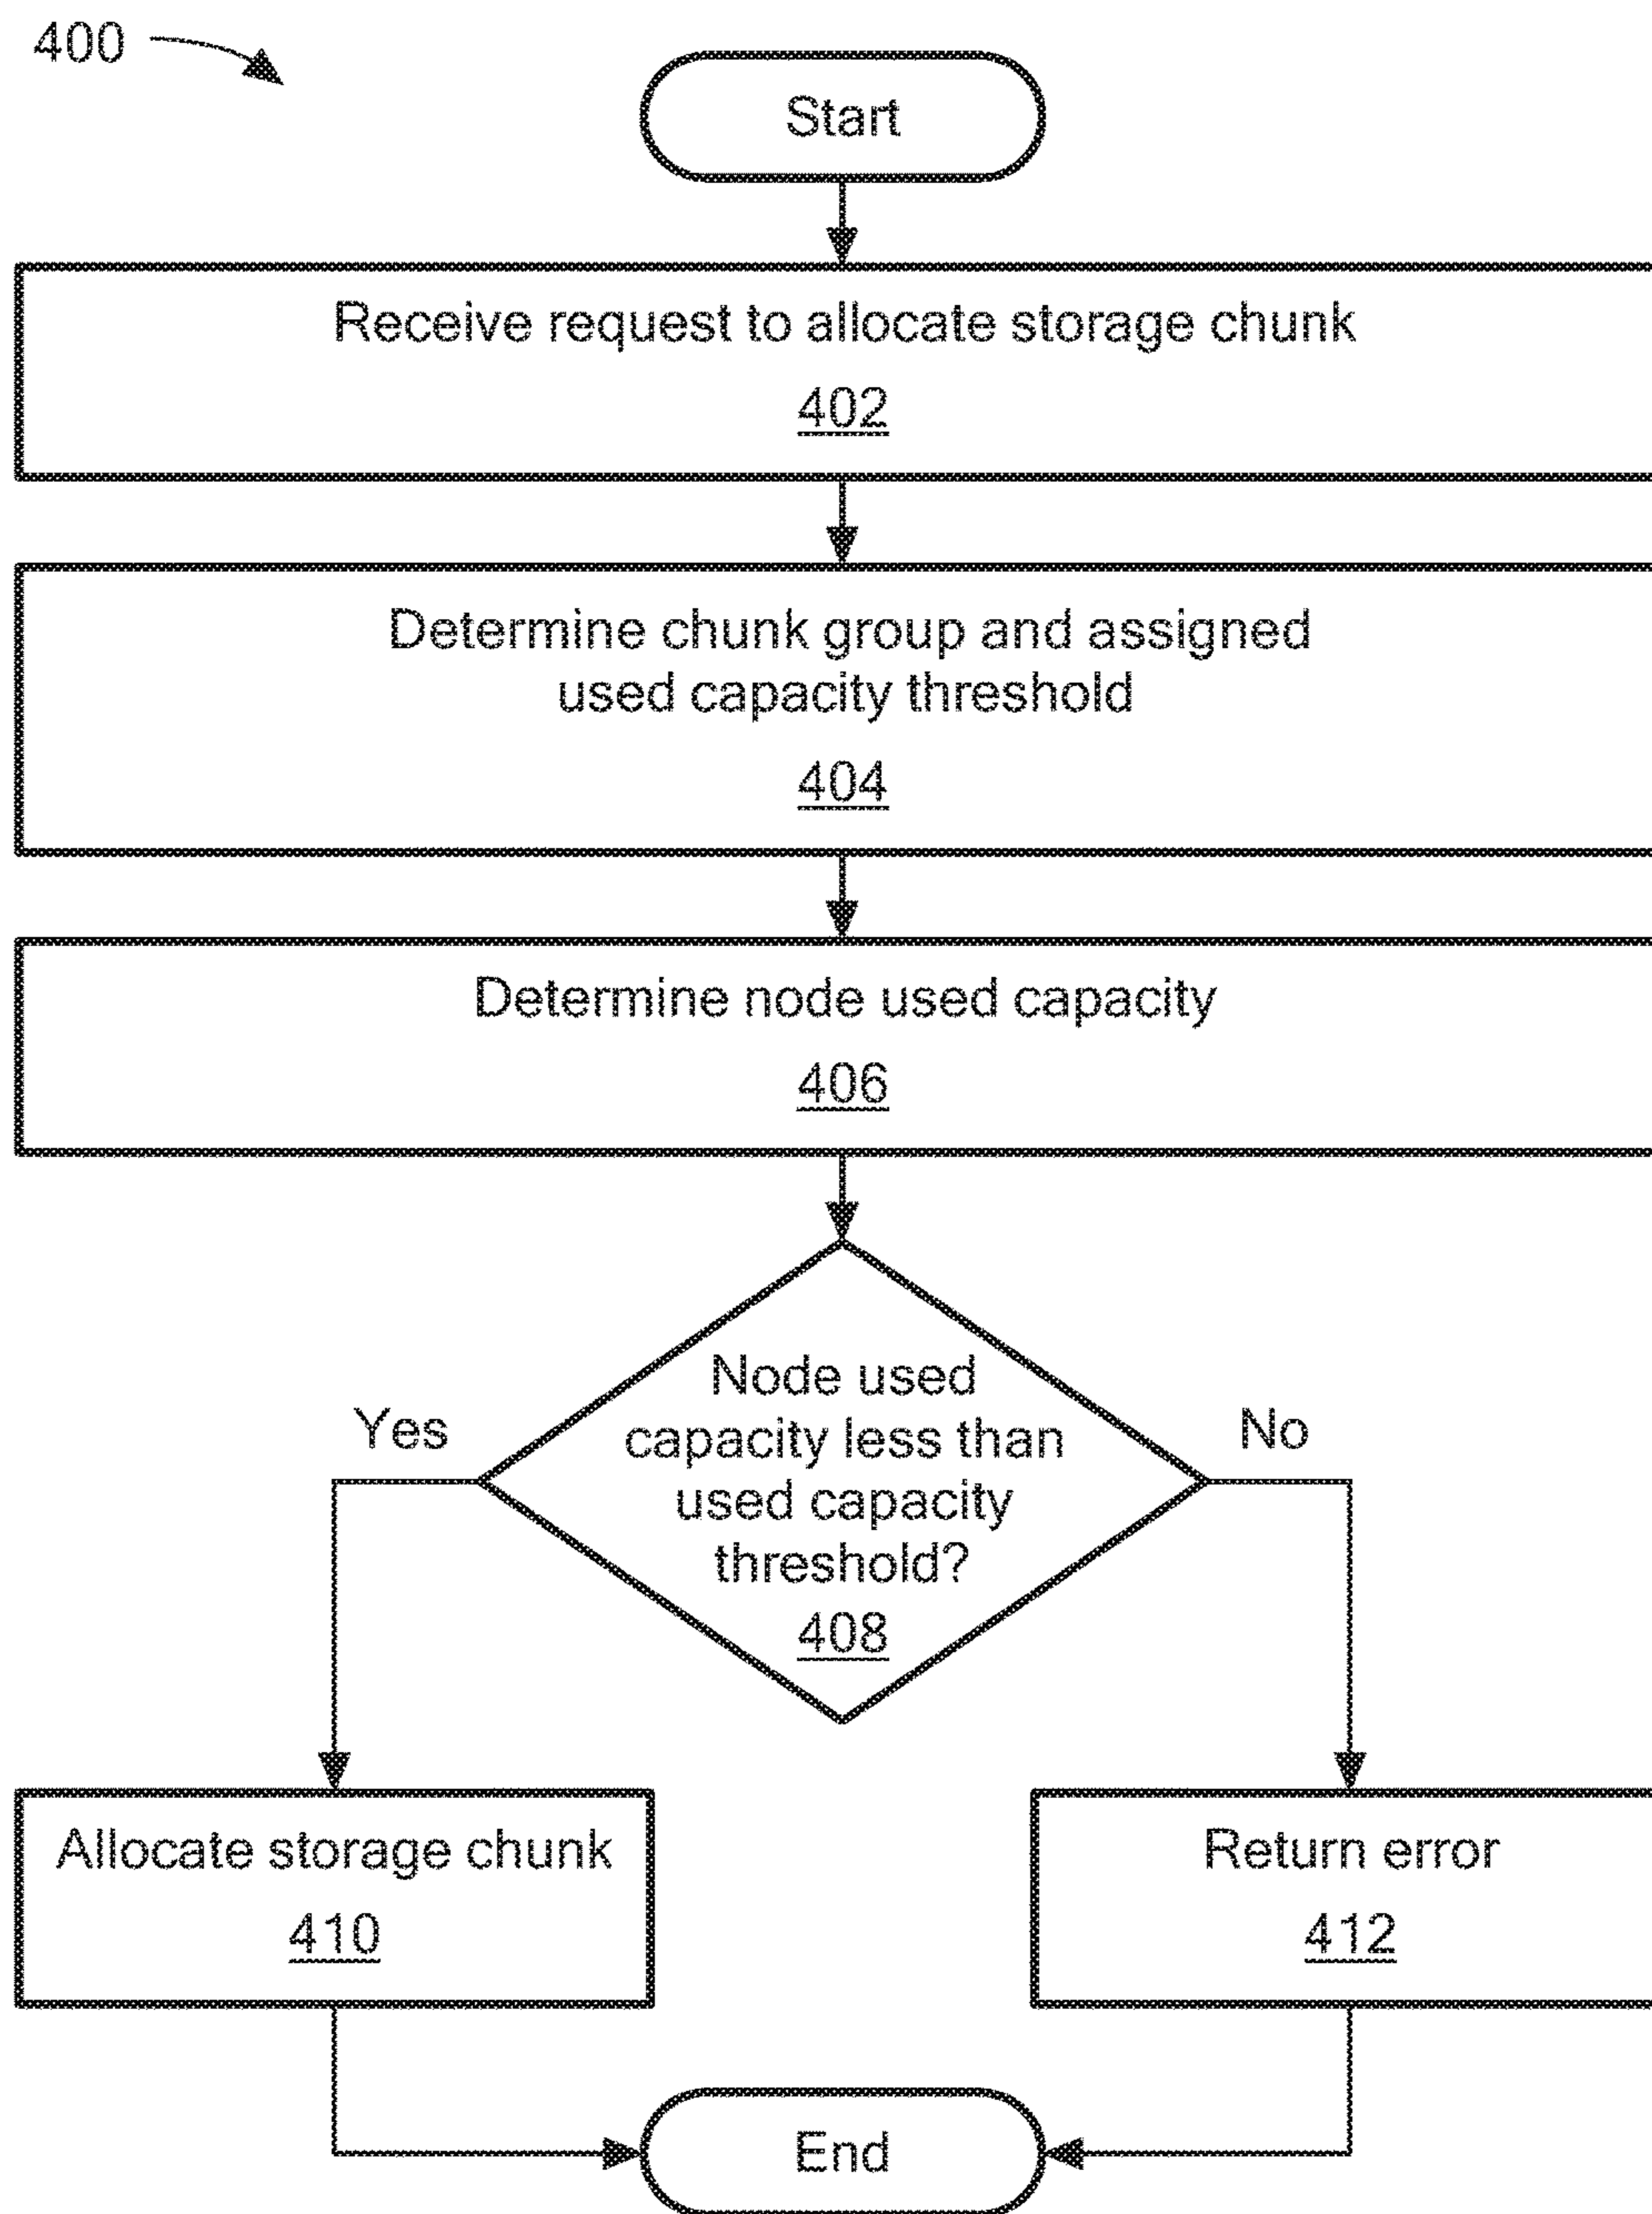 400
Start
Receive request to allocate storage chunk
402
Determine chunk group and assigned
used capacity threshold
404
Determine node used capacity
406
Node used
capacity less than
used capacity
threshold?
408
Yes
No
Allocate storage chunk
410
Return error
412
End